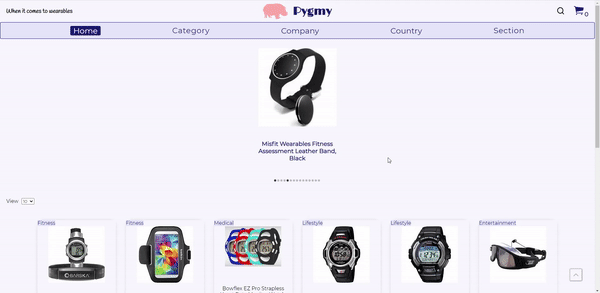 When it comes to wearables
Pygmy
0
Home Category Company Country Section
Misfit Wearables Fitness
Assessment Leather Band,
Black
View 10
Fitness Fitness Medical Lifestyle Lifestyle Entertainment
BARSKA
Bowflex EZ Pro Strapless